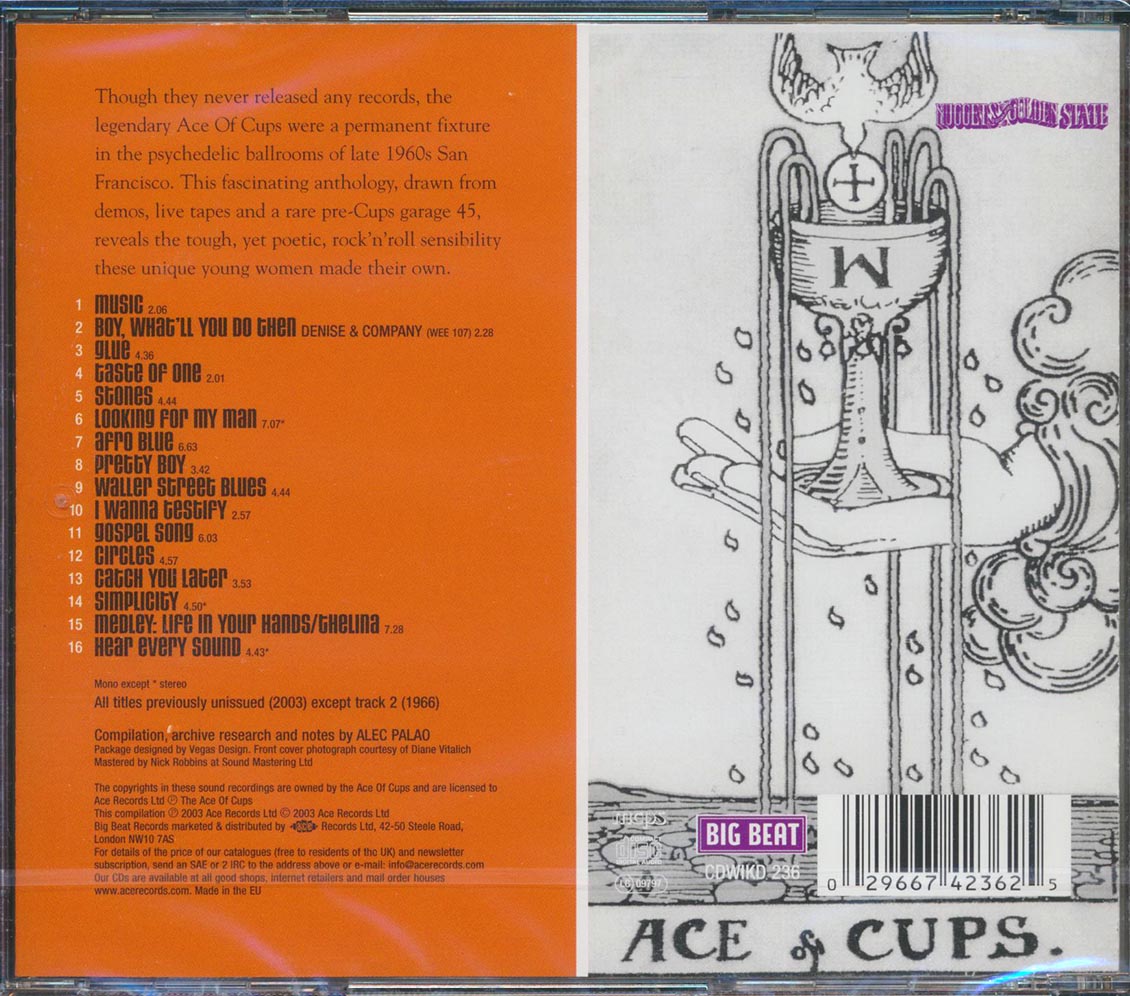 Though they never released any records, the
legendary Ace Of Cups were a permanent fixture
in the psychedelic ballrooms of late 1960s San
Francisco. This fascinating anthology, drawn from
demos, live tapes and a rare pre-Cups garage 45,
reveals the tough, yet poetic, rock'n'roll sensibility
these unique young women made their own.
1 MUSIC 2.06
2 BOY, WHAT'LL YOU DO THEN DENISE & COMPANY (WEE 107) 2.28
3 GLUE 4.36
4 TASTE OF ONE 2.01
5 STONES 4.44
6 LOOKING FOR MY MAN 7.07*
7 AFRO BLUE 6.63
8 PRETTY BOY 3.42
9 WALLER STREET BLUES 4.44
10 I WANNA TESTIFY 2.57
11 GOSPEL SONG 6.03
12 CIRCLES 4.57
13 CATCH YOU LATER 3.53
14 SIMPLICITY 4.50*
15 MEDLEY: LIFE IN YOUR HANDS/THELINA 7.28
16 HEAR EVERY SOUND 4.43*
Mono except * stereo
All titles previously unissued (2003) except track 2 (1966)
Compilation, archive research and notes by ALEC PALAO
Package designed by Vegas Design. Front cover photograph courtesy of Diane Vitalich
Mastered by Nick Robbins at Sound Mastering Ltd
The copyrights in these sound recordings are owned by the Ace Of Cups and are licensed to
Ace Records Ltd ℗ The Ace Of Cups
This compilation ℗ 2003 Ace Records Ltd © 2003 Ace Records Ltd
Big Beat Records marketed & distributed by ACE Records Ltd, 42-50 Steele Road,
London NW10 7AS
For details of the price of our catalogues (free to residents of the UK) and newsletter
subscription, send an SAE or 2 IRC to the address above or e-mail: info@acerecords.com
Our CDs are available at all good shops, internet retailers and mail order houses
www.acerecords.com. Made in the EU
NUGGETS FROM THE GOLDEN STATE
W
mcps
disc
DIGITAL AUDIO
LC 09797
BIG BEAT
CDWIKD 236
0 29667 42362 5
ACE of CUPS.